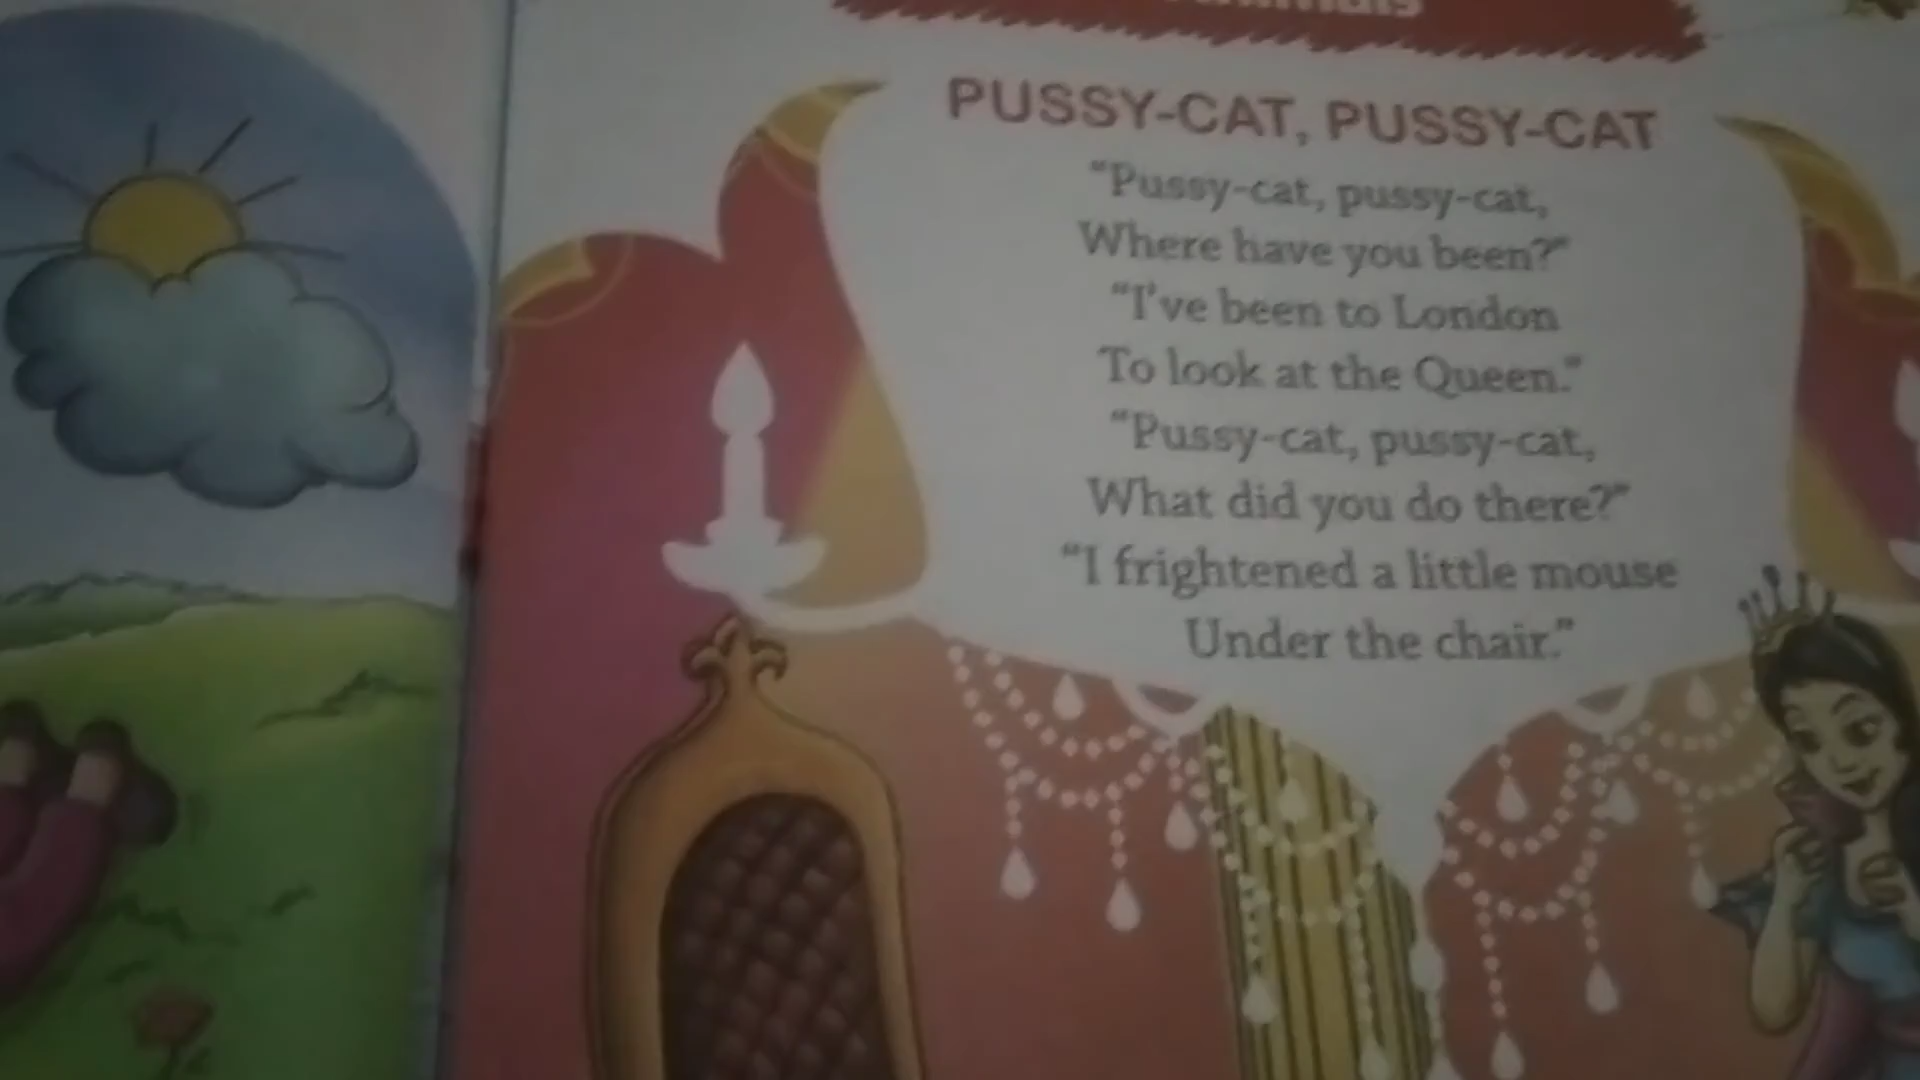 PUSSY-CAT, PUSSY-CAT
“Pussy-cat, pussy-cat,
Where have you been?”
“I’ve been to London
To look at the Queen.”
“Pussy-cat, pussy-cat,
What did you do there?”
“I frightened a little mouse
Under the chair.”